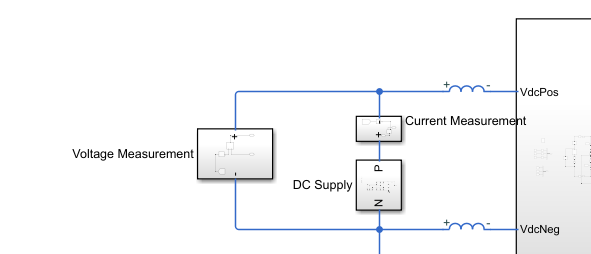 + -
VdcPos
Current Measurement
-
+
+
Voltage Measurement
-
P
DC Supply
N
+ -
VdcNeg